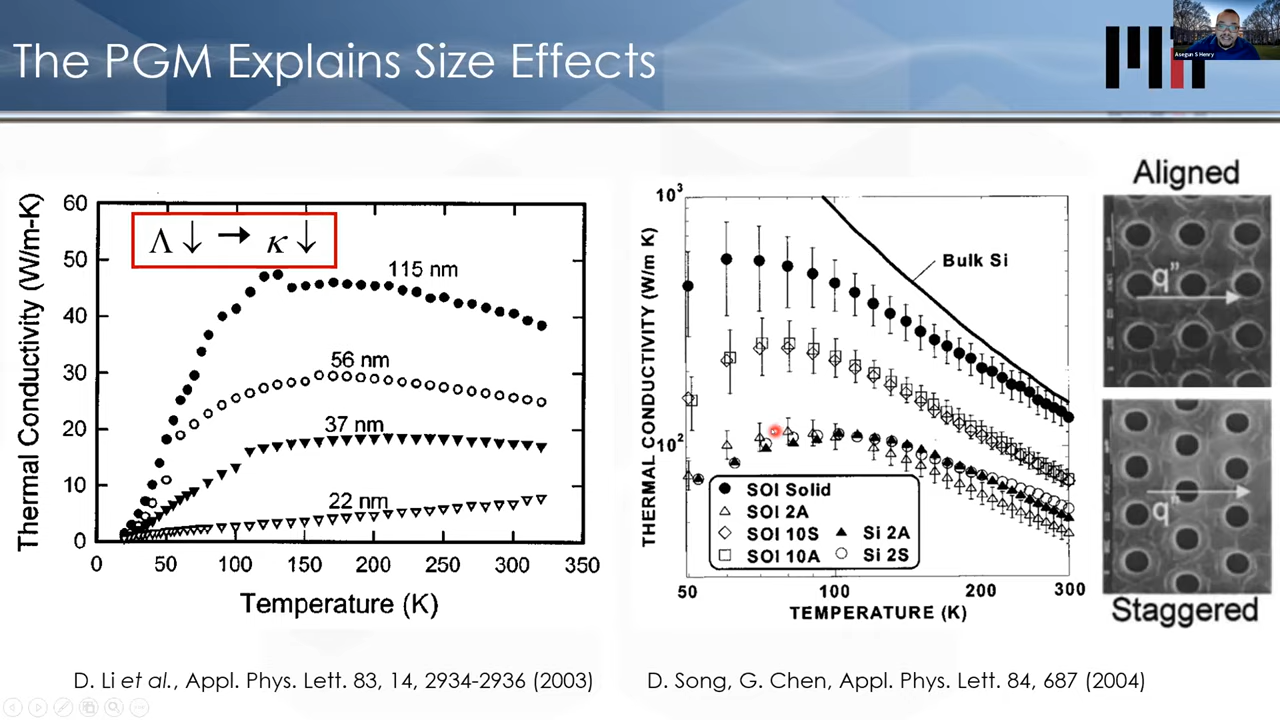 The PGM Explains Size Effects
Asegun S Henry
Thermal Conductivity (W/m-K)
60
50
40
30
20
10
0
Λ ↓ → κ ↓
115 nm
56 nm
37 nm
22 nm
0
50
100
150
200
250
300
350
Temperature (K)
THERMAL CONDUCTIVITY (W/m K)
10³
10²
Bulk Si
SOI Solid
SOI 2A
SOI 10S
Si 2A
SOI 10A
Si 2S
50
100
200
300
TEMPERATURE (K)
Aligned
q"
q"
Staggered
D. Li et al., Appl. Phys. Lett. 83, 14, 2934-2936 (2003)
D. Song, G. Chen, Appl. Phys. Lett. 84, 687 (2004)